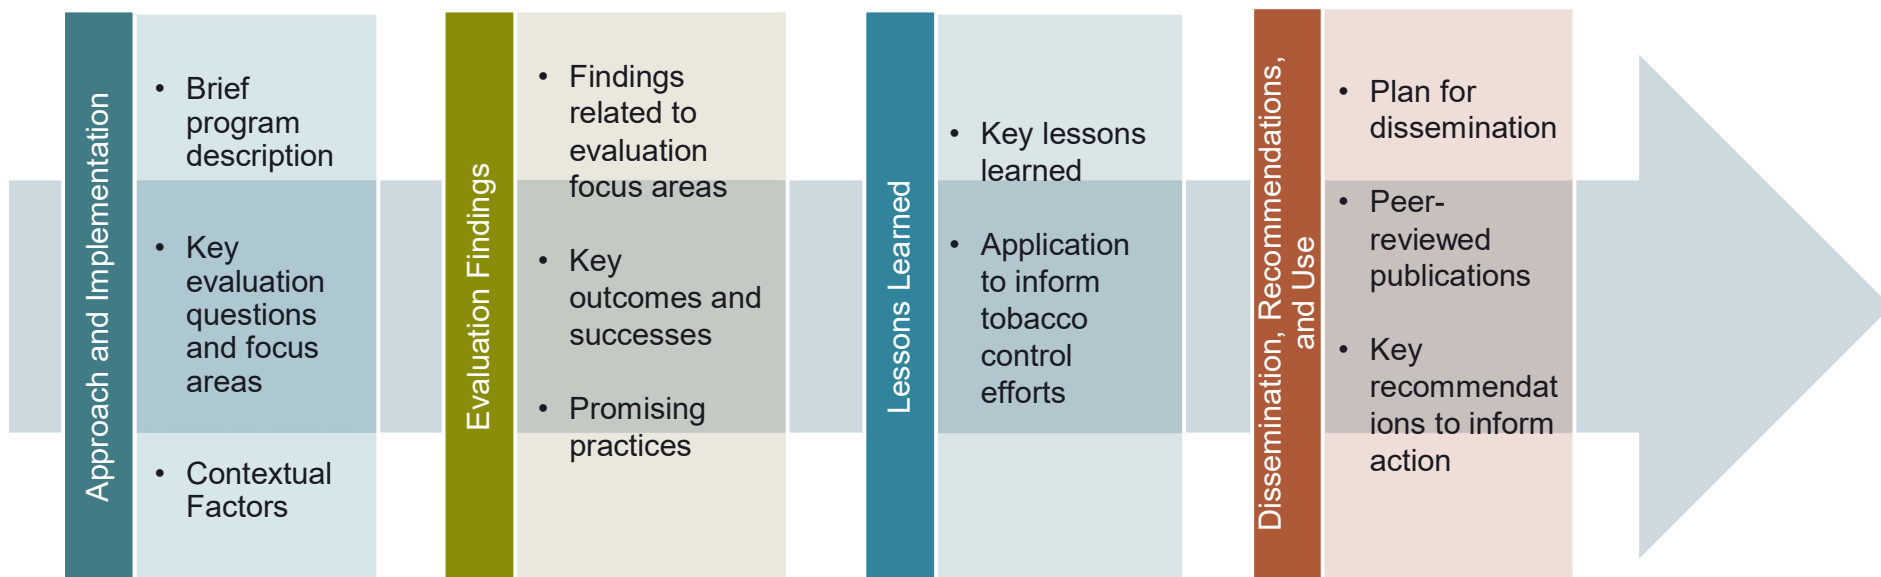 Approach and Implementation
• Brief
program
description
• Key
evaluation
questions
and focus
areas
• Contextual
Factors
Evaluation Findings
• Findings
related to
evaluation
focus areas
• Key
outcomes and
successes
• Promising
practices
Lessons Learned
• Key lessons
learned
• Application
to inform
tobacco
control
efforts
Dissemination, Recommendations,
and Use
• Plan for
dissemination
• Peer-
reviewed
publications
• Key
recommendat
ions to inform
action